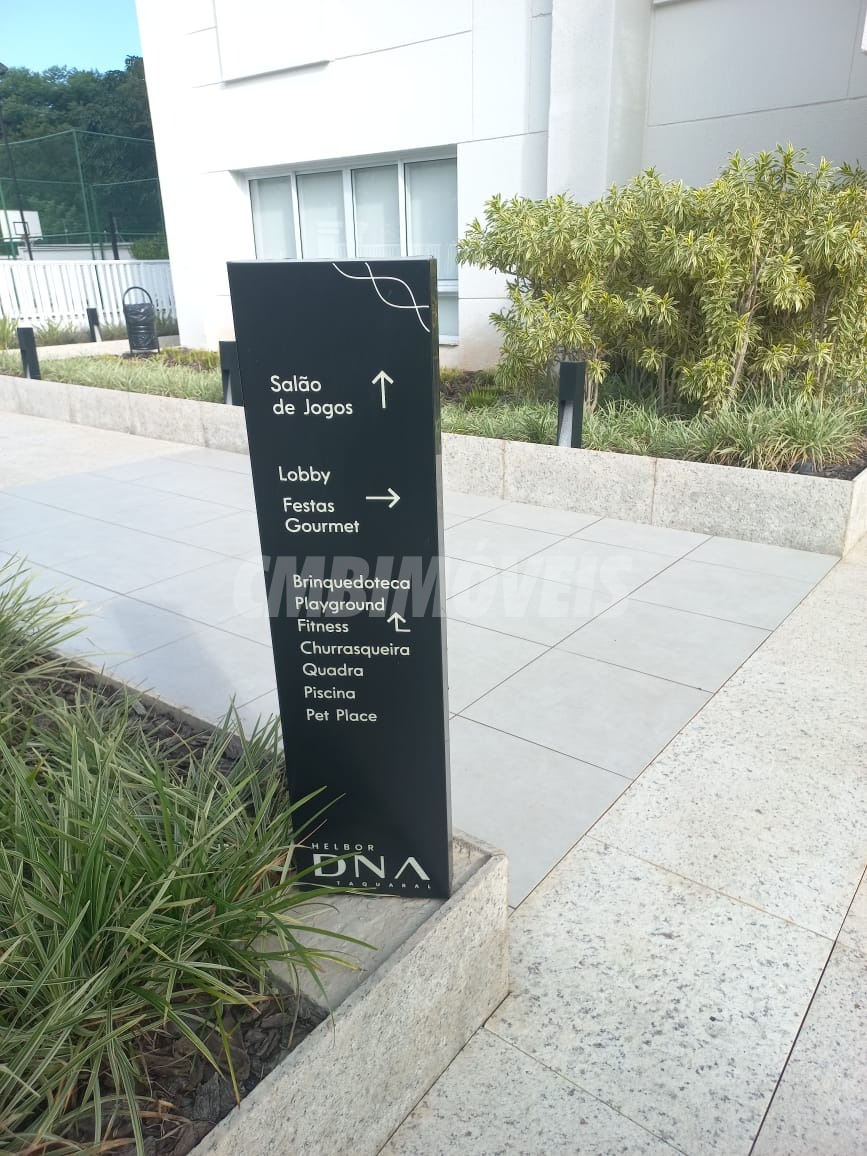 Salão
de Jogos
Lobby
Festas
Gourmet
Brinquedoteca
Playground
Fitness
Churrasqueira
Quadra
Piscina
Pet Place
HELBOR
DNA
TAQUARAL
CMBIMÓVEIS